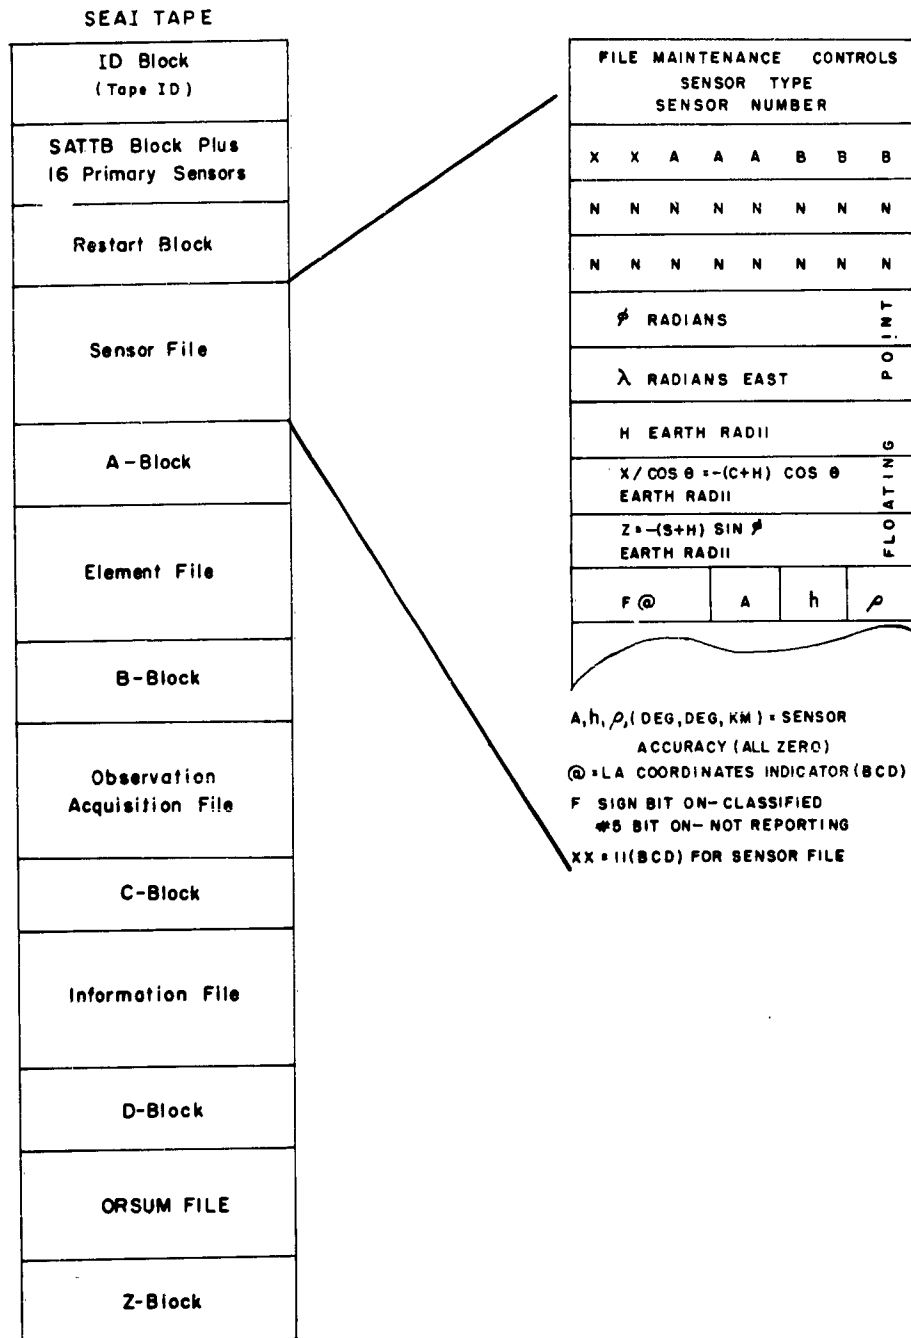 SEAI TAPE
ID Block
(Tape ID)
SATTB Block Plus
16 Primary Sensors
Restart Block
Sensor File
A-Block
Element File
B-Block
Observation
Acquisition File
C-Block
Information File
D-Block
ORSUM FILE
Z-Block
FILE MAINTENANCE CONTROLS
SENSOR TYPE
SENSOR NUMBER
X X A A A B B B
N N N N N N N N
N N N N N N N N
ϕ RADIANS
λ RADIANS EAST
H EARTH RADII
X/COS θ=-(C+H) COS θ
EARTH RADII
Z=-(S+H) SIN ϕ
EARTH RADII
FLOATING POINT
F @ A h ρ
A,h,ρ,(DEG,DEG,KM)= SENSOR
ACCURACY (ALL ZERO)
@=LA COORDINATES INDICATOR (BCD)
F SIGN BIT ON-CLASSIFIED
#5 BIT ON-NOT REPORTING
XX=11(BCD) FOR SENSOR FILE